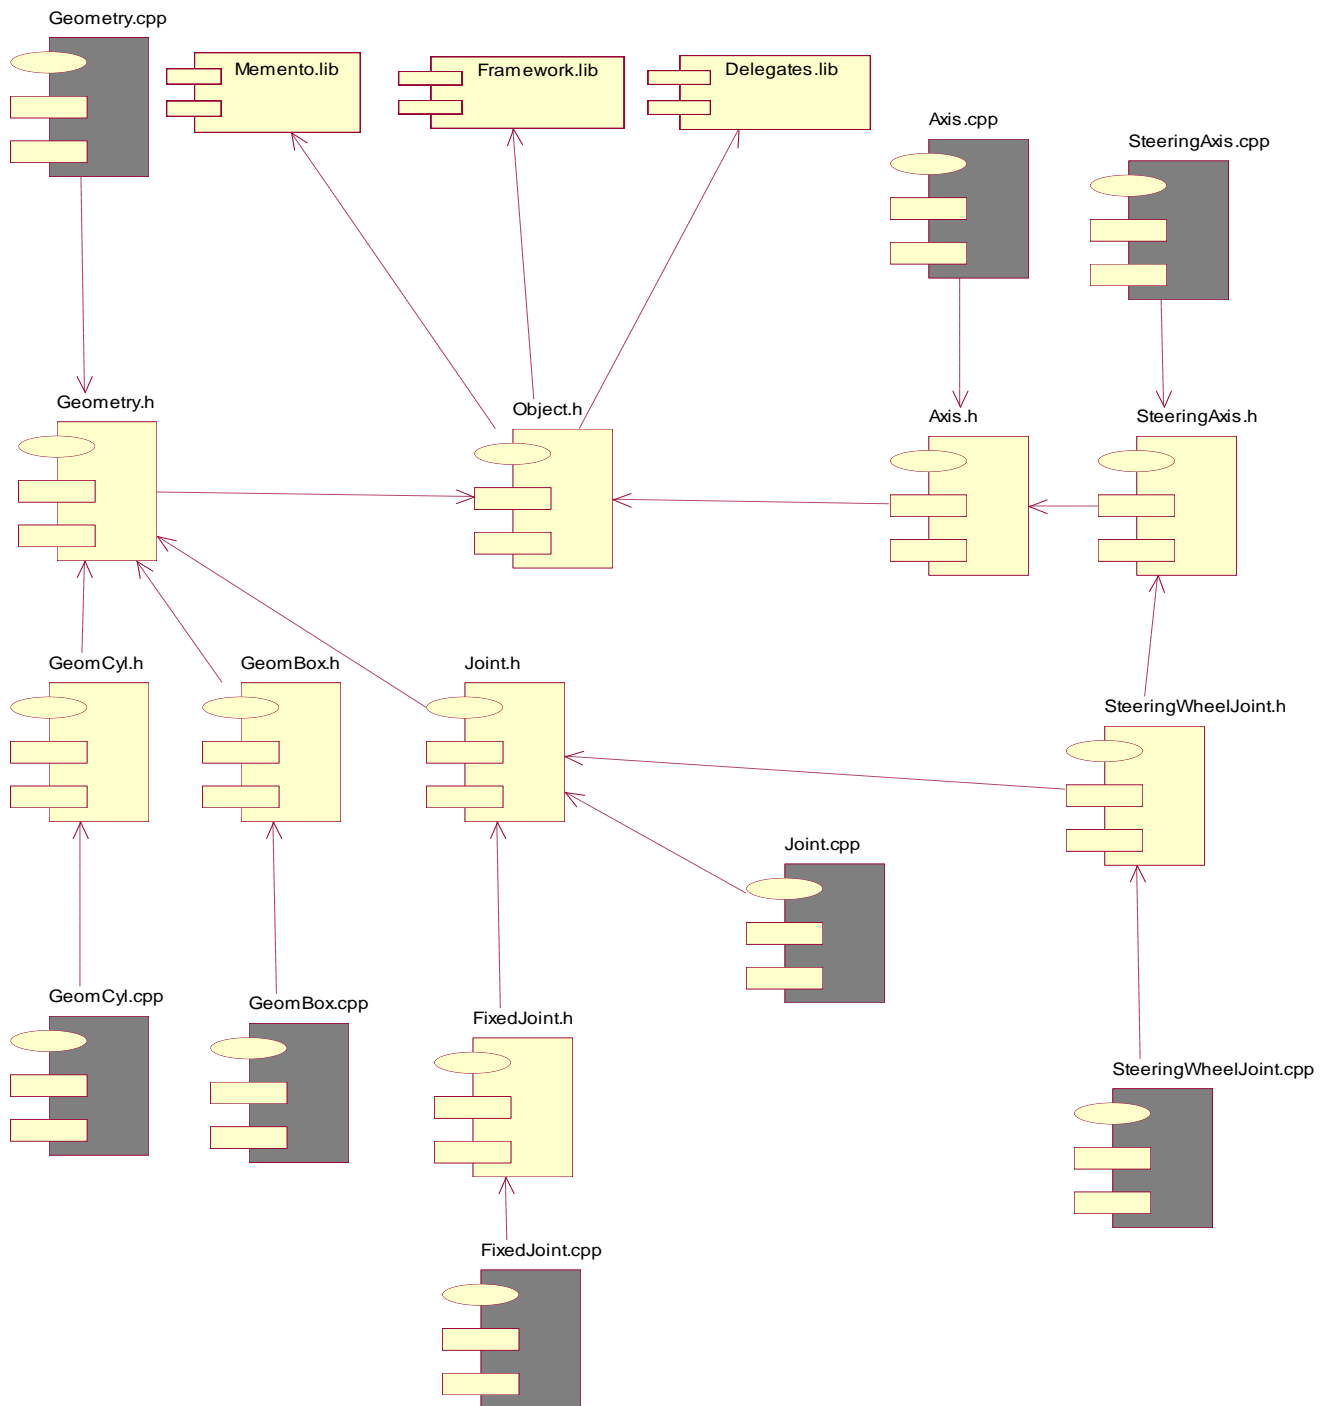 Geometry.cpp
Memento.lib
Framework.lib
Delegates.lib
Axis.cpp
SteeringAxis.cpp
Geometry.h
Object.h
Axis.h
SteeringAxis.h
GeomCyl.h
GeomBox.h
Joint.h
SteeringWheelJoint.h
Joint.cpp
GeomCyl.cpp
GeomBox.cpp
FixedJoint.h
SteeringWheelJoint.cpp
FixedJoint.cpp